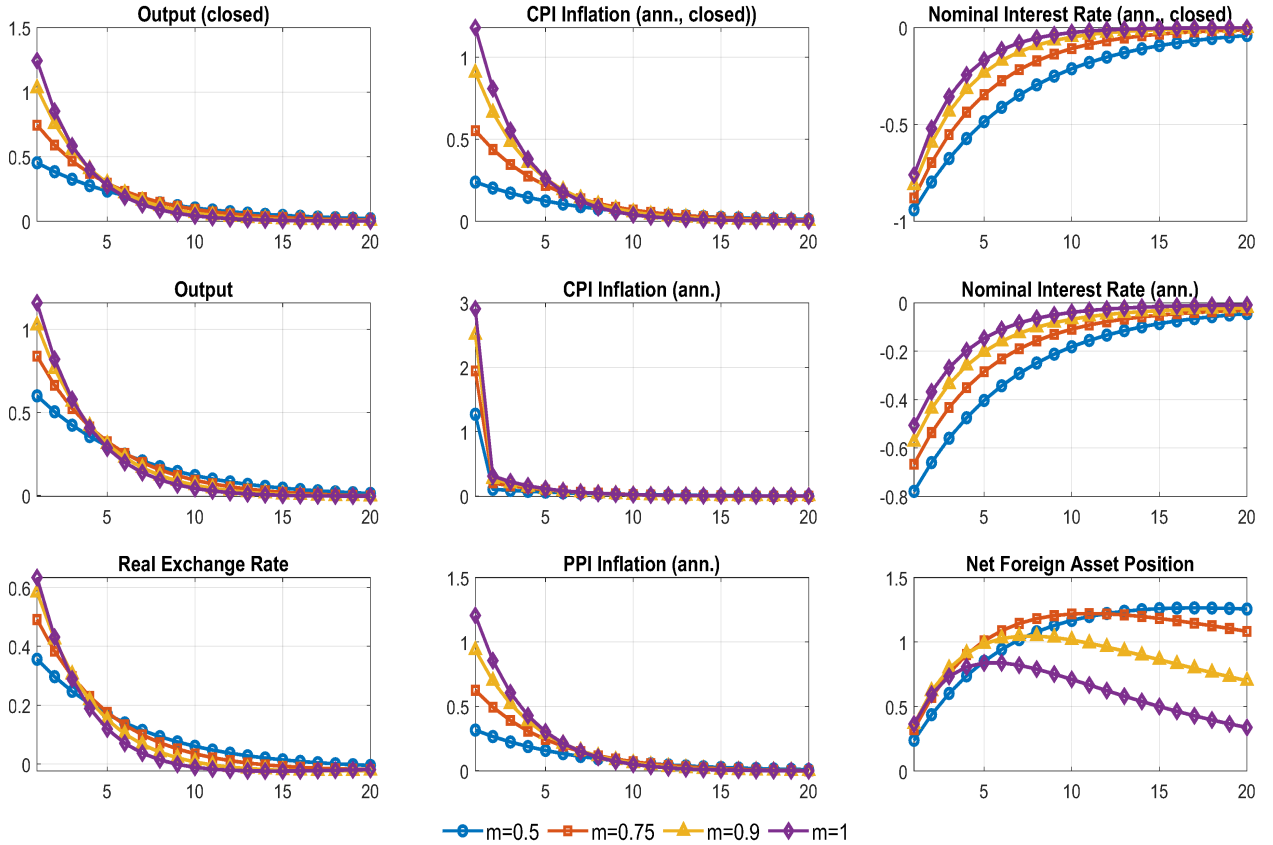 Output (closed)
1.5
1
0.5
0
5 10 15 20
CPI Inflation (ann., closed))
1
0.5
0
5 10 15 20
Nominal Interest Rate (ann., closed)
0
-0.5
-1
5 10 15 20
Output
1
0.5
0
5 10 15 20
CPI Inflation (ann.)
3
2
1
0
5 10 15 20
Nominal Interest Rate (ann.)
0
-0.2
-0.4
-0.6
-0.8
5 10 15 20
Real Exchange Rate
0.6
0.4
0.2
0
5 10 15 20
PPI Inflation (ann.)
1.5
1
0.5
0
5 10 15 20
Net Foreign Asset Position
1.5
1
0.5
0
5 10 15 20
m=0.5 m=0.75 m=0.9 m=1